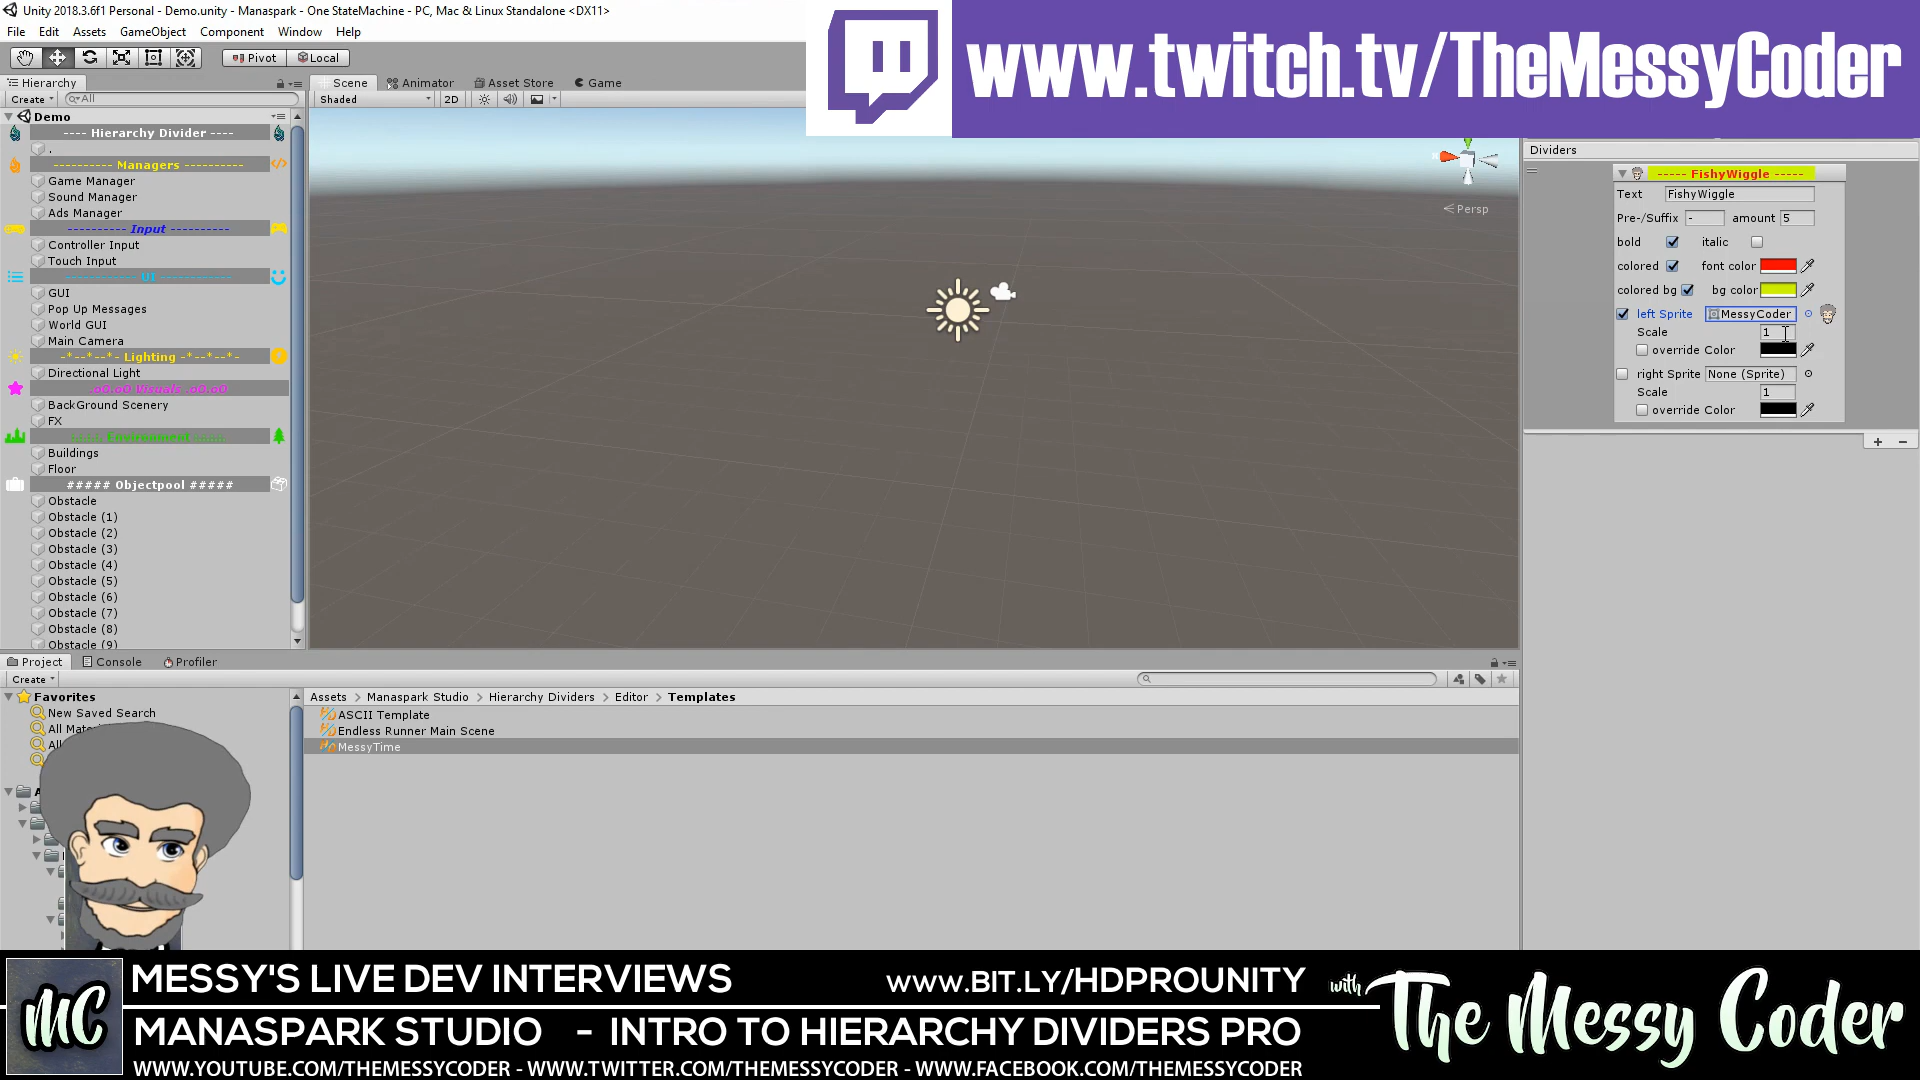 Unity 2018.3.6f1 Personal - Demo.unity - Manaspark - One StateMachine - PC, Mac & Linux Standalone <DX11>
File Edit Assets GameObject Component Window Help
Pivot Local
www.twitch.tv/TheMessyCoder
Hierarchy
Create All
Demo
---- Hierarchy Divider ----
.
---------- Managers ----------
Game Manager
Sound Manager
Ads Manager
---------- Input ----------
Controller Input
Touch Input
------------ UI ------------
GUI
Pop Up Messages
World GUI
Main Camera
-*--*--*- Lighting -*--*--*-
Directional Light
.oO.oO Visuals .oO.oO
BackGround Scenery
FX
Environment
Buildings
Floor
##### Objectpool #####
Obstacle
Obstacle (1)
Obstacle (2)
Obstacle (3)
Obstacle (4)
Obstacle (5)
Obstacle (6)
Obstacle (7)
Obstacle (8)
Obstacle (9)
Scene Animator Asset Store Game
Shaded 2D
Persp
Dividers
----- FishyWiggle -----
Text FishyWiggle
Pre-/Suffix - amount 5
bold italic
colored font color
colored bg bg color
left Sprite MessyCoder
Scale 1
override Color
right Sprite None (Sprite)
Scale 1
override Color
+ -
Project Console Profiler
Create
Favorites
New Saved Search
All
Assets > Manaspark Studio > Hierarchy Dividers > Editor > Templates
ASCII Template
Endless Runner Main Scene
MessyTime
MC
MESSY'S LIVE DEV INTERVIEWS
www.BIT.LY/HDPROUNITY
MANASPARK STUDIO - INTRO TO HIERARCHY DIVIDERS PRO
WWW.YOUTUBE.COM/THEMESSYCODER - WWW.TWITTER.COM/THEMESSYCODER - WWW.FACEBOOK.COM/THEMESSYCODER
with The Messy Coder